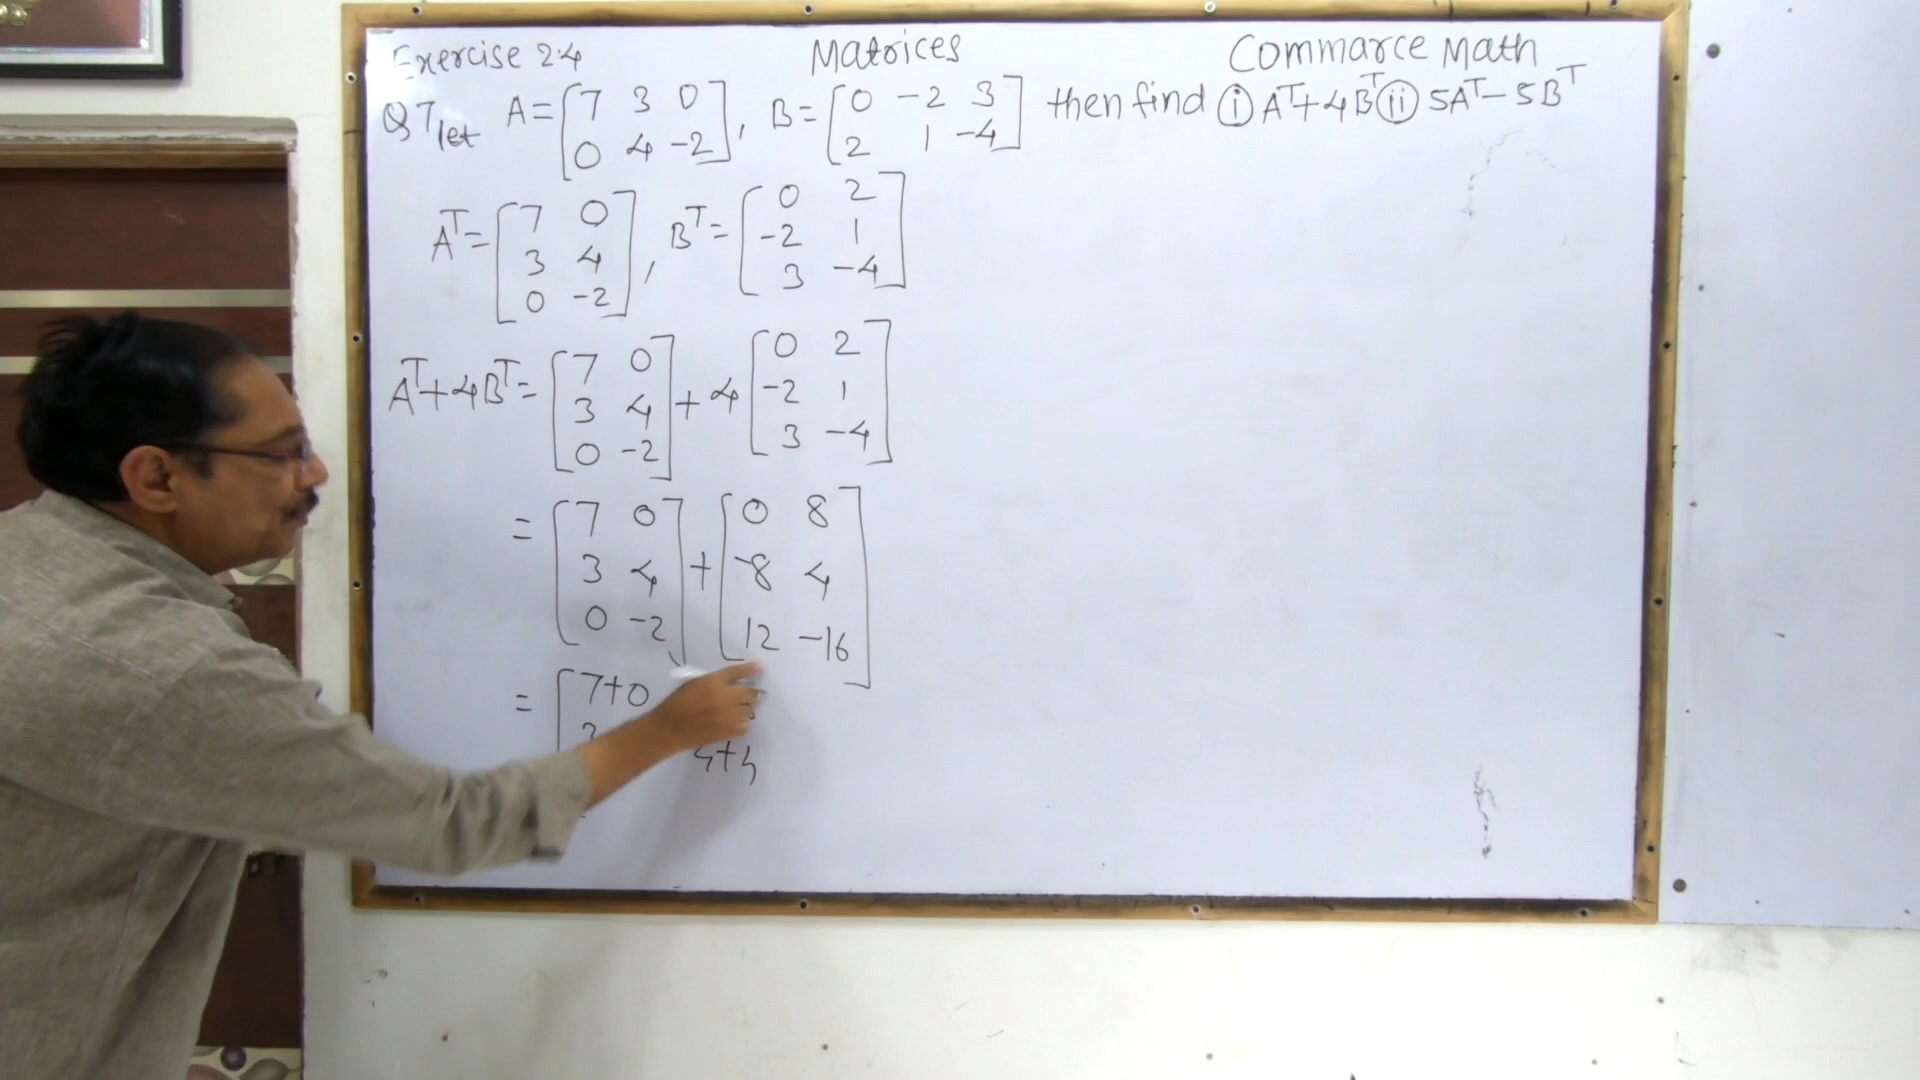 Exercise 2.4 Matrices Commarce Math
Q7 let A=[7 3 0
0 4 -2], B=[0 -2 3
2 1 -4] then find (i) A^T+4B^T (ii) 5A^T-5B^T
A^T=[7 0
3 4
0 -2], B^T=[0 2
-2 1
3 -4]
A^T+4B^T=[7 0
3 4
0 -2]+4[0 2
-2 1
3 -4]
=[7 0
3 4
0 -2]+[0 8
-8 4
12 -16]
=[7+0
4+4